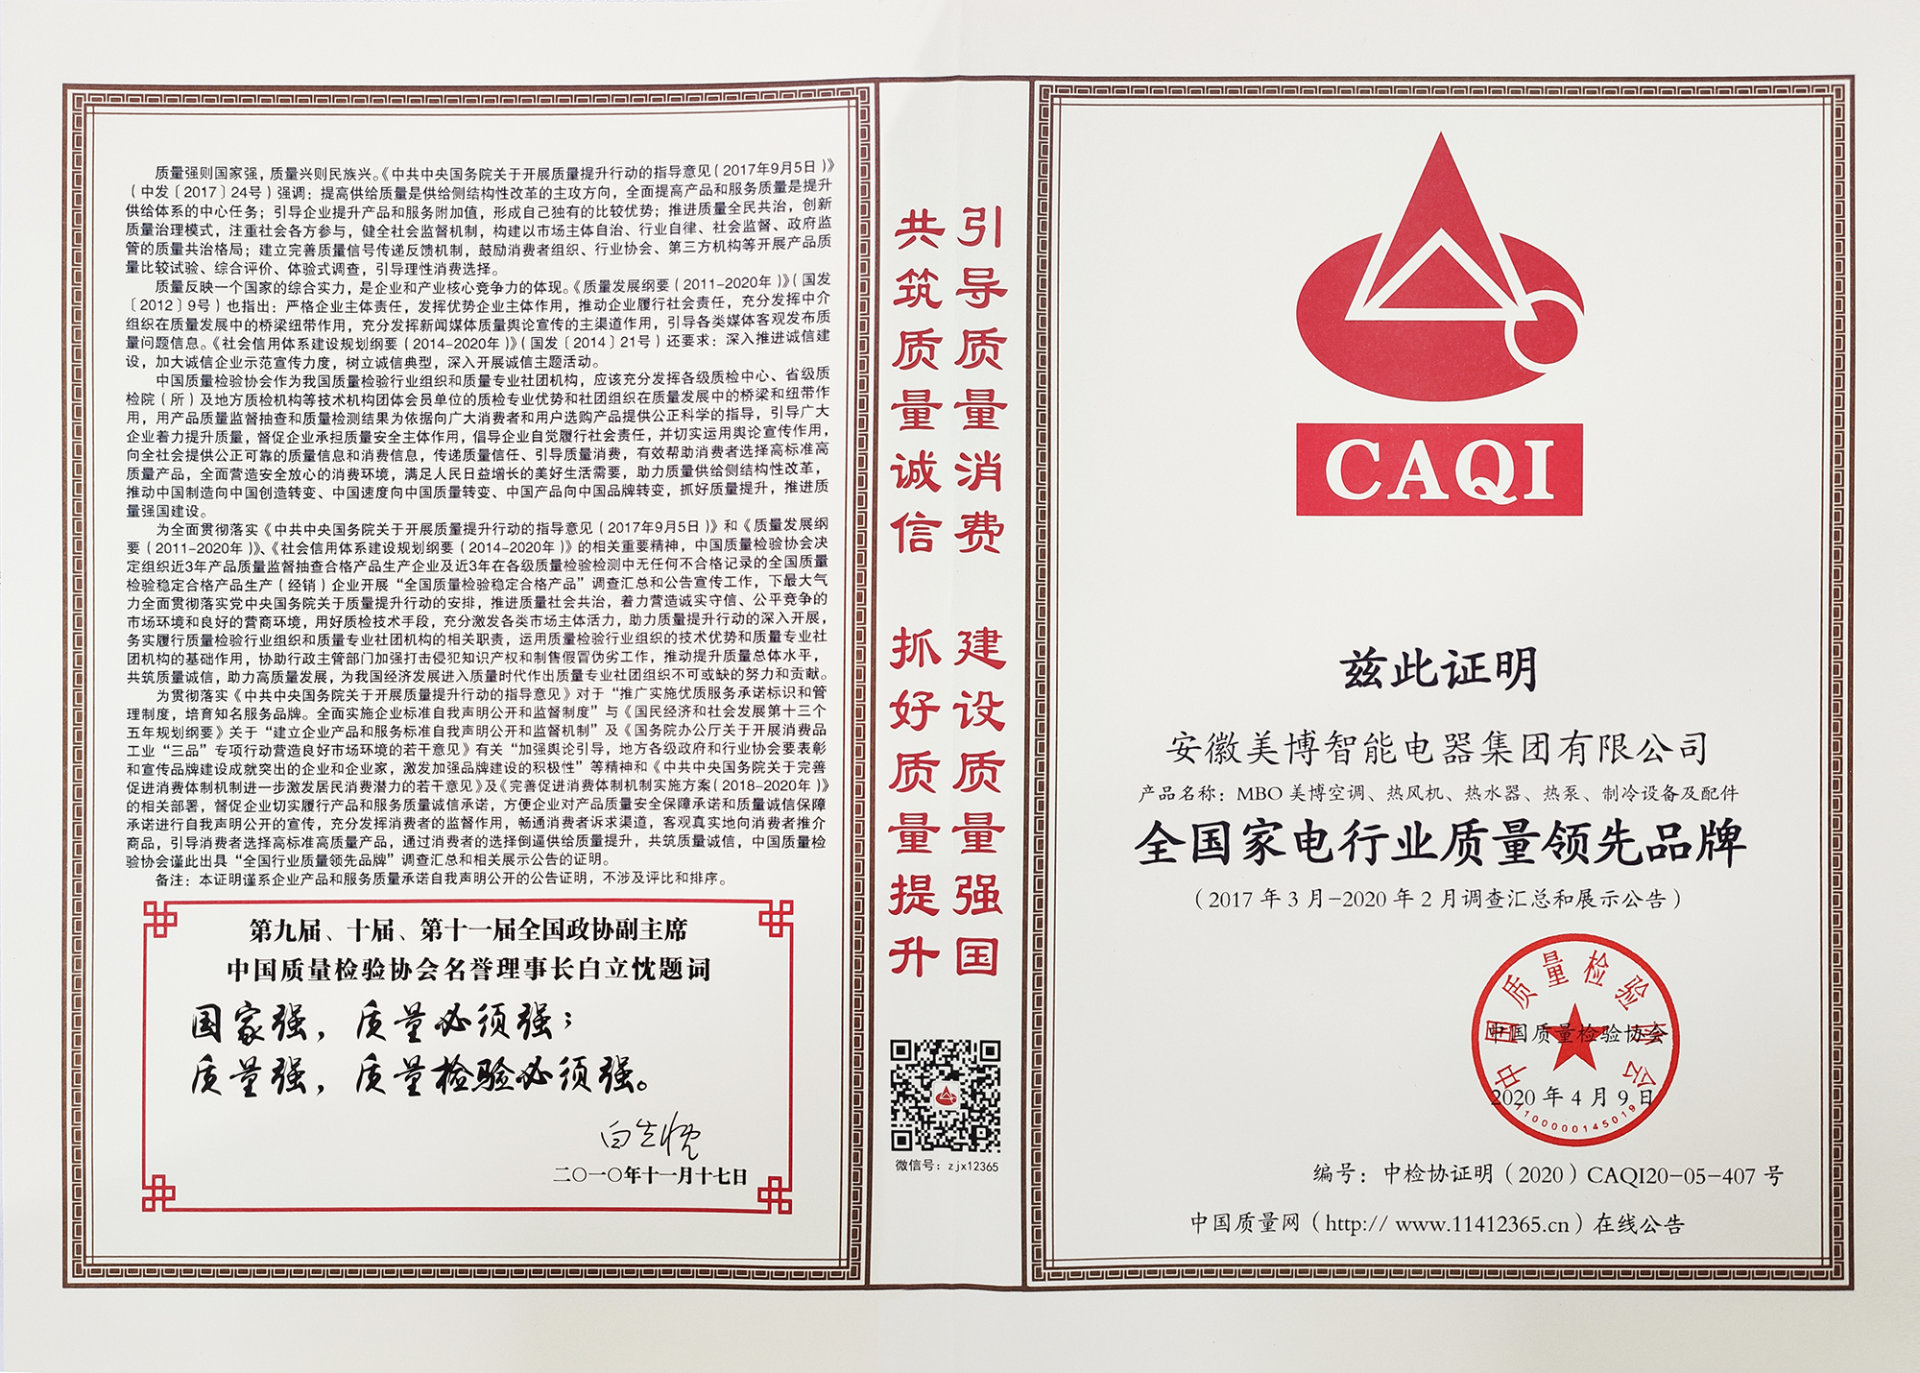 质量强则国家强，质量兴则民族兴。《中共中央国务院关于开展质量提升行动的指导意见（2017年9月5日）》
（中发〔2017〕24号）强调：提高供给质量是供给侧结构性改革的主攻方向，全面提高产品和服务质量是提升
供给体系的中心任务；引导企业提升产品和服务附加值，形成自己独有的比较优势；推进质量全民共治，创新
质量治理模式，注重社会各方参与，健全社会监督机制，构建以市场主体自治、行业自律、社会监督、政府监
管的质量共治格局；建立完善质量信号传递反馈机制，鼓励消费者组织、行业协会、第三方机构等开展产品质
量比较试验、综合评价、体验式调查，引导理性消费选择。
质量反映一个国家的综合实力，是企业和产业核心竞争力的体现。《质量发展纲要（2011-2020年）》（国发
〔2012〕9号）也指出：严格企业主体责任，发挥优势企业主体作用，推动企业履行社会责任，充分发挥中介
组织在质量发展中的桥梁纽带作用，充分发挥新闻媒体质量舆论宣传的主渠道作用，引导各类媒体客观发布质
量问题信息。《社会信用体系建设规划纲要（2014-2020年）》（国发〔2014〕21号）还要求：深入推进诚信建
设，加大诚信企业示范宣传力度，树立诚信典型，深入开展诚信主题活动。
中国质量检验协会作为我国质量检验行业组织和质量专业社团机构，应该充分发挥各级质检中心、省级质
检院（所）及地方质检机构等技术机构团体会员单位的质检专业优势和社团组织在质量发展中的桥梁和纽带作
用，用产品质量监督抽查和质量检测结果为依据向广大消费者和用户选购产品提供公正科学的指导，引导广大
企业着力提升质量，督促企业承担质量安全主体作用，倡导企业自觉履行社会责任，并切实运用舆论宣传作用，
向全社会提供公正可靠的质量信息和消费信息，传递质量信任、引导质量消费，有效帮助消费者选择高标准高
质量产品，全面营造安全放心的消费环境，满足人民日益增长的美好生活需要，助力质量供给侧结构性改革，
推动中国制造向中国创造转变、中国速度向中国质量转变、中国产品向中国品牌转变，抓好质量提升，推进质
量强国建设。
为全面贯彻落实《中共中央国务院关于开展质量提升行动的指导意见（2017年9月5日）》和《质量发展纲
要（2011-2020年）》、《社会信用体系建设规划纲要（2014-2020年）》的相关重要精神，中国质量检验协会决
定组织近3年产品质量监督抽查合格产品生产企业及近3年在各级质量检验检测中无任何不合格记录的全国质量
检验稳定合格产品生产（经销）企业开展“全国质量检验稳定合格产品”调查汇总和公告宣传工作，下最大气
力全面贯彻落实党中央国务院关于质量提升行动的安排，推进质量社会共治，着力营造诚实守信、公平竞争的
市场环境和良好的营商环境，用好质检技术手段，充分激发各类市场主体活力，助力质量提升行动的深入开展，
务实履行质量检验行业组织和质量专业社团机构的相关职责，运用质量检验行业组织的技术优势和质量专业社
团机构的基础作用，协助行政主管部门加强打击侵犯知识产权和制售假冒伪劣工作，推动提升质量总体水平，
共筑质量诚信，助力高质量发展，为我国经济发展进入质量时代作出质量专业社团组织不可或缺的努力和贡献。
为贯彻落实《中共中央国务院关于开展质量提升行动的指导意见》对于“推广实施优质服务承诺标识和管
理制度，培育知名服务品牌。全面实施企业标准自我声明公开和监督制度”与《国民经济和社会发展第十三个
五年规划纲要》关于“建立企业产品和服务标准自我声明公开和监督机制”及《国务院办公厅关于开展消费品
工业“三品”专项行动营造良好市场环境的若干意见》有关“加强舆论引导，地方各级政府和行业协会要表彰
和宣传品牌建设成就突出的企业和企业家，激发加强品牌建设的积极性”等精神和《中共中央国务院关于完善
促进消费体制机制进一步激发居民消费潜力的若干意见》及《完善促进消费体制机制实施方案（2018-2020年）》
的相关部署，督促企业切实履行产品和服务质量诚信承诺，方便企业对产品质量安全保障承诺和质量诚信保障
承诺进行自我声明公开的宣传，充分发挥消费者的监督作用，畅通消费者诉求渠道，客观真实地向消费者推介
商品，引导消费者选择高标准高质量产品，通过消费者的选择倒逼供给质量提升，共筑质量诚信，中国质量检
验协会谨此出具“全国行业质量领先品牌”调查汇总和相关展示公告的证明。
备注：本证明谨系企业产品和服务质量承诺自我声明公开的公告证明，不涉及评比和排序。
第九届、十届、第十一届全国政协副主席
中国质量检验协会名誉理事长白立忱题词
国家强，质量必须强；
质量强，质量检验必须强。
白立忱
二〇一〇年十一月十七日
引导质量消费 建设质量强国
共筑质量诚信 抓好质量提升
微信号：zjx12365
CAQI
兹此证明
安徽美博智能电器集团有限公司
产品名称：MBO 美博空调、热风机、热水器、热泵、制冷设备及配件
全国家电行业质量领先品牌
（2017 年 3 月-2020 年 2 月调查汇总和展示公告）
中国质量检验协会
中国质量检验协会
2020 年 4 月 9 日
1100000145019
编号：中检协证明（2020）CAQI20-05-407 号
中国质量网（http:// www.11412365.cn）在线公告